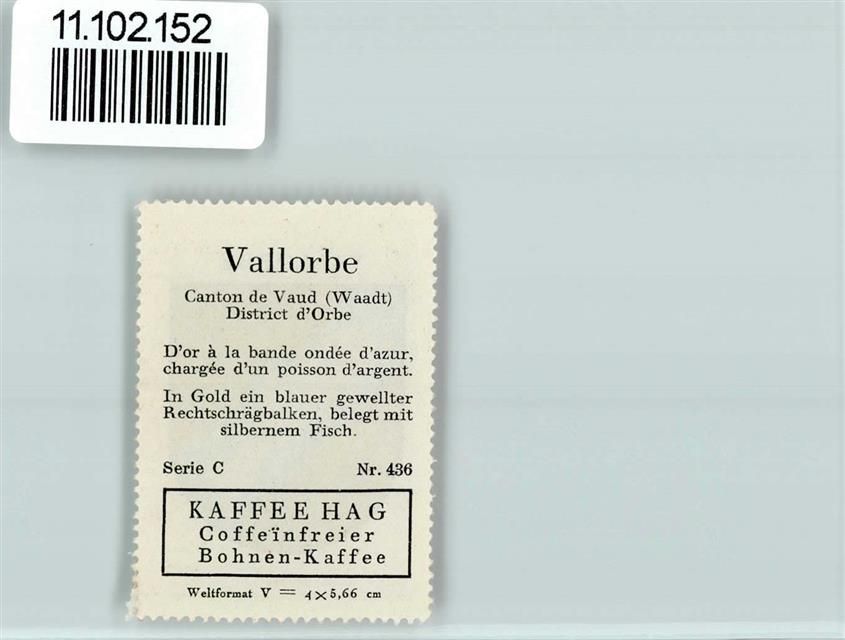 11.102.152
Vallorbe
Canton de Vaud (Waadt)
District d'Orbe
D'or à la bande ondée d'azur,
chargée d'un poisson d'argent.
In Gold ein blauer gewellter
Rechtschrägbalken, belegt mit
silbernem Fisch.
Serie C Nr. 436
KAFFEE HAG
Coffeïnfreier
Bohnen-Kaffee
Weltformat V = 4 × 5,66 cm